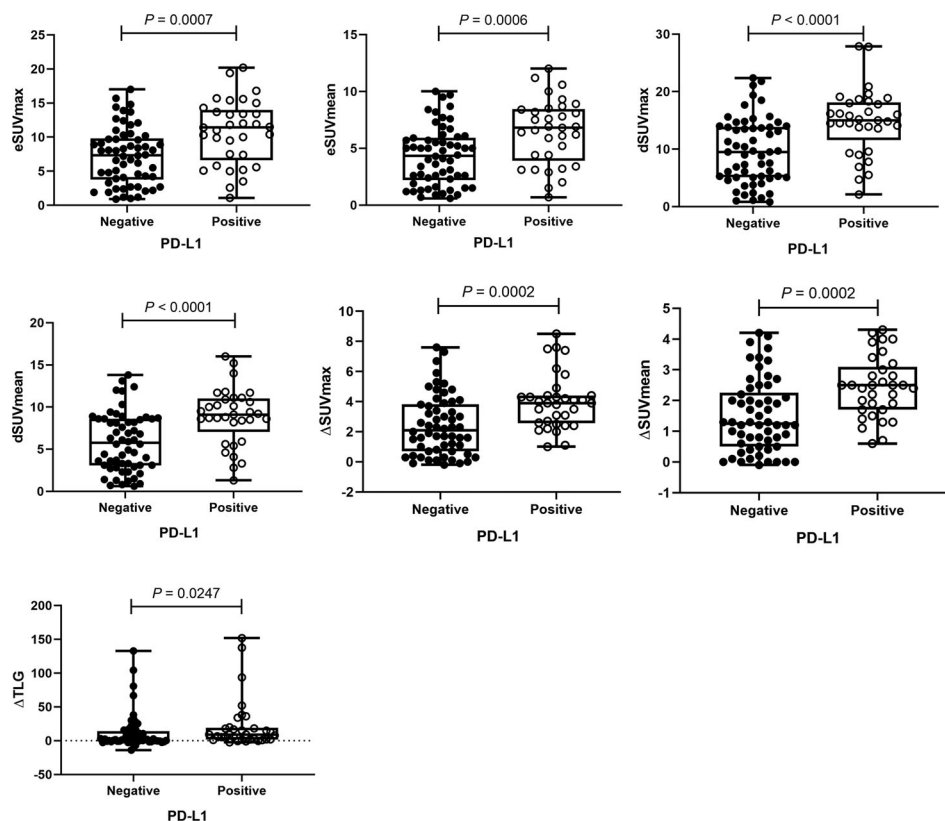 P = 0.0007
eSUVmax
25
20
15
10
5
0
Negative Positive
PD-L1
P = 0.0006
eSUVmean
15
10
5
0
Negative Positive
PD-L1
P < 0.0001
dSUVmax
30
20
10
0
Negative Positive
PD-L1
P < 0.0001
dSUVmean
20
15
10
5
0
Negative Positive
PD-L1
P = 0.0002
ΔSUVmax
8
6
4
2
0
-2
Negative Positive
PD-L1
P = 0.0002
ΔSUVmean
5
4
3
2
1
0
-1
Negative Positive
PD-L1
P = 0.0247
ΔTLG
200
150
100
50
0
-50
Negative Positive
PD-L1